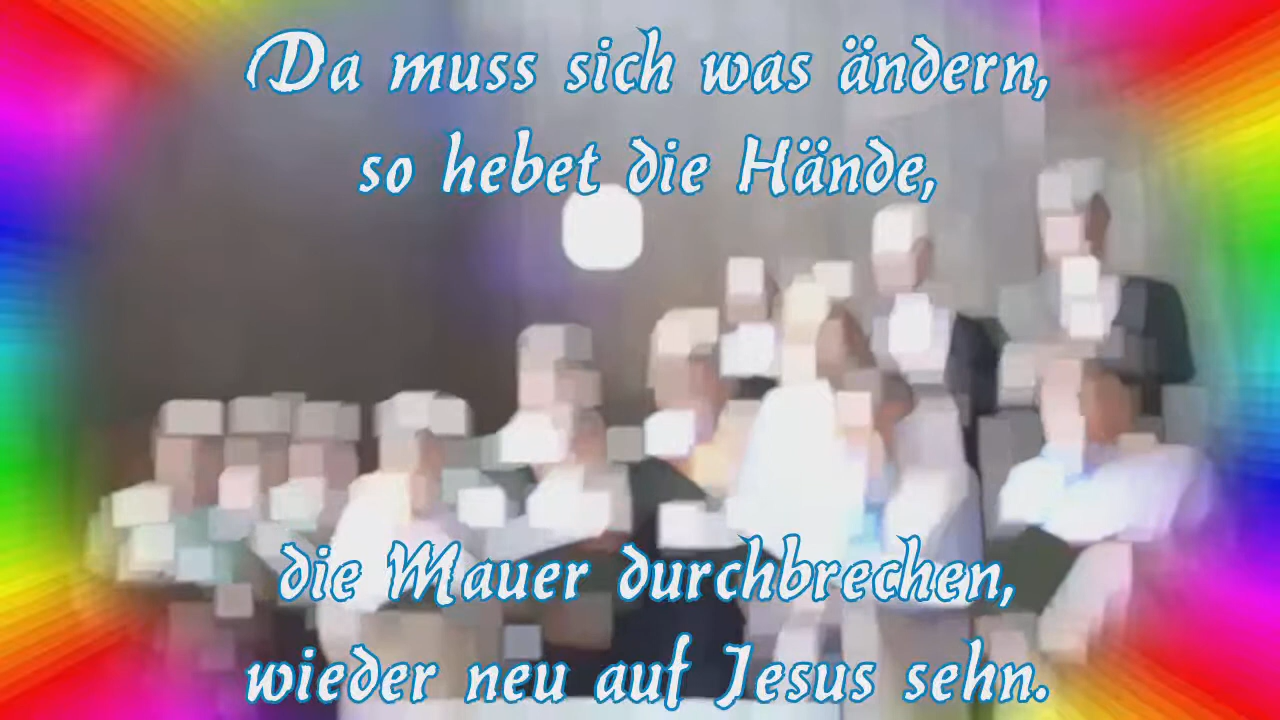 Da muss sich was ändern,
so hebet die Hände,
die Mauer durchbrechen,
wieder neu auf Jesus sehn.